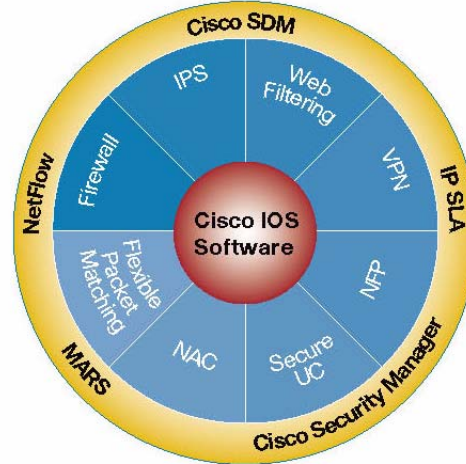 Cisco SDM
IPS
Web
Filtering
Firewall
VPN
NetFlow
IP SLA
Cisco IOS
Software
Flexible
Packet
Matching
NFP
NAC
Secure
UC
MARS
Cisco Security Manager